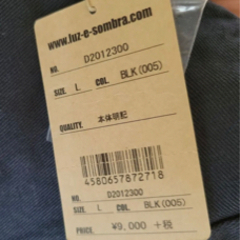 www.luz-e-sombra.com
NO. D2012300
SIZE. L COL. BLK(005)
QUALITY. 本体明記
4580657872718
NO. D2012300
SIZE. L COL. BLK(005)
PRICE. ¥9,000 +税